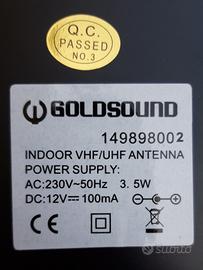 Q.C.
PASSED
NO.3
GOLDSOUND
149898002
INDOOR VHF/UHF ANTENNA
POWER SUPPLY:
AC:230V~50Hz 3.5W
DC:12V⎓100mA
CE
subito